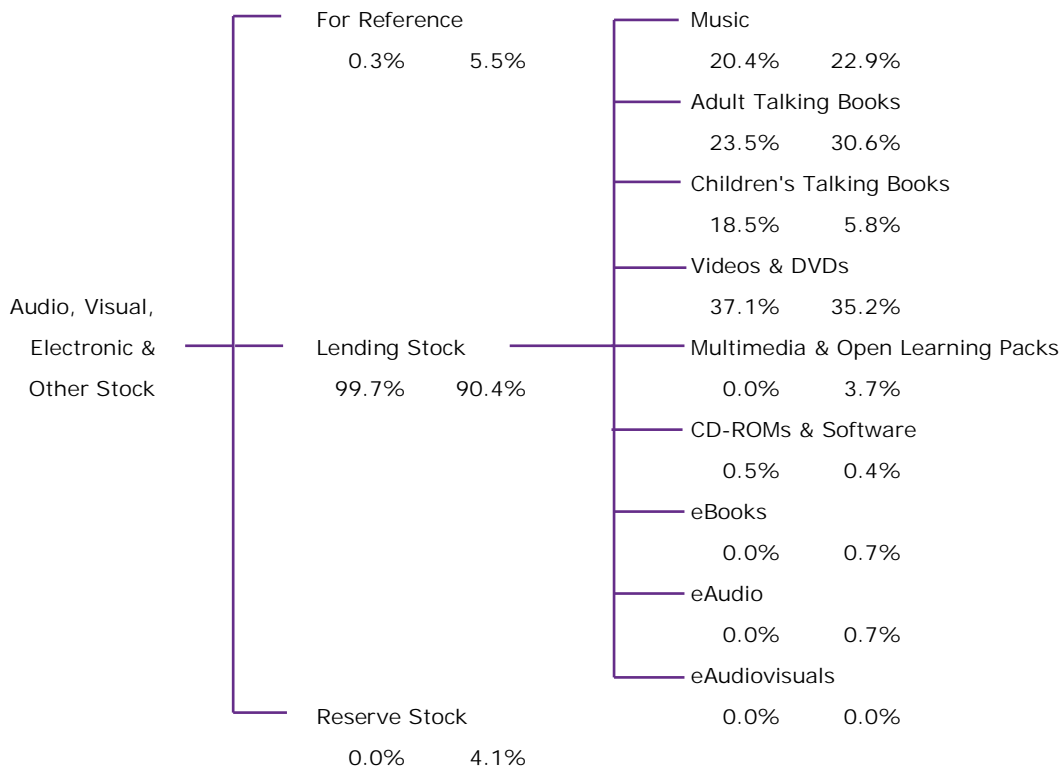 For Reference
0.3% 5.5%
Audio, Visual,
Electronic &
Other Stock
Lending Stock
99.7% 90.4%
Reserve Stock
0.0% 4.1%
Music
20.4% 22.9%
Adult Talking Books
23.5% 30.6%
Children's Talking Books
18.5% 5.8%
Videos & DVDs
37.1% 35.2%
Multimedia & Open Learning Packs
0.0% 3.7%
CD-ROMs & Software
0.5% 0.4%
eBooks
0.0% 0.7%
eAudio
0.0% 0.7%
eAudiovisuals
0.0% 0.0%